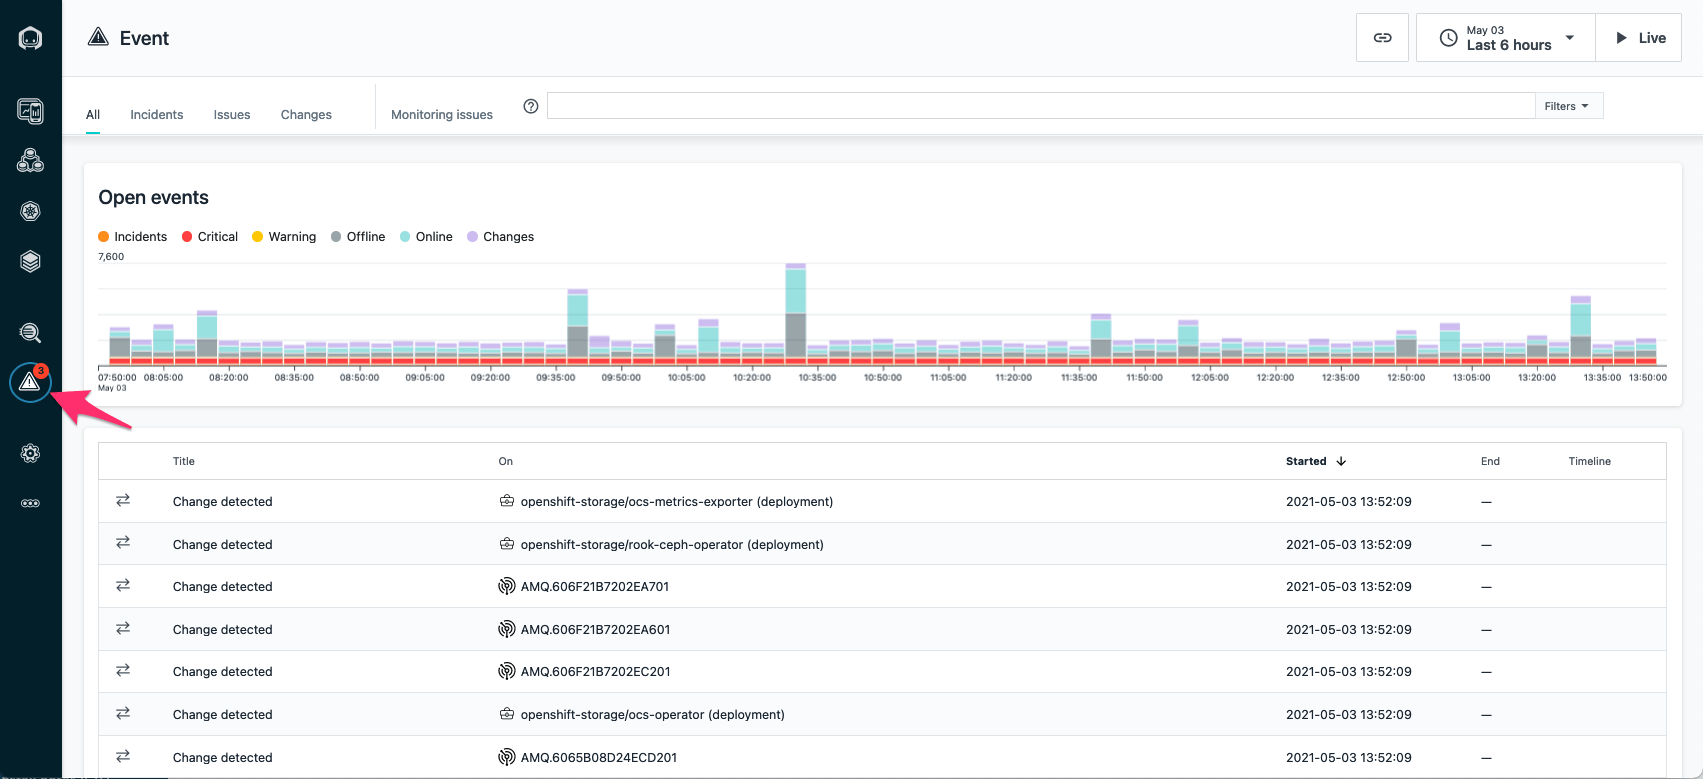 Event
May 03
Last 6 hours
Live
All Incidents Issues Changes Monitoring issues Filters
Open events
Incidents Critical Warning Offline Online Changes
7,600
07:50:00 08:05:00 08:20:00 08:35:00 08:50:00 09:05:00 09:20:00 09:35:00 09:50:00 10:05:00 10:20:00 10:35:00 10:50:00 11:05:00 11:20:00 11:35:00 11:50:00 12:05:00 12:20:00 12:35:00 12:50:00 13:05:00 13:20:00 13:35:00 13:50:00
May 03
3
Title On Started End Timeline
Change detected openshift-storage/ocs-metrics-exporter (deployment) 2021-05-03 13:52:09 —
Change detected openshift-storage/rook-ceph-operator (deployment) 2021-05-03 13:52:09 —
Change detected AMQ.606F21B7202EA701 2021-05-03 13:52:09 —
Change detected AMQ.606F21B7202EA601 2021-05-03 13:52:09 —
Change detected AMQ.606F21B7202EC201 2021-05-03 13:52:09 —
Change detected openshift-storage/ocs-operator (deployment) 2021-05-03 13:52:09 —
Change detected AMQ.6065B08D24ECD201 2021-05-03 13:52:09 —